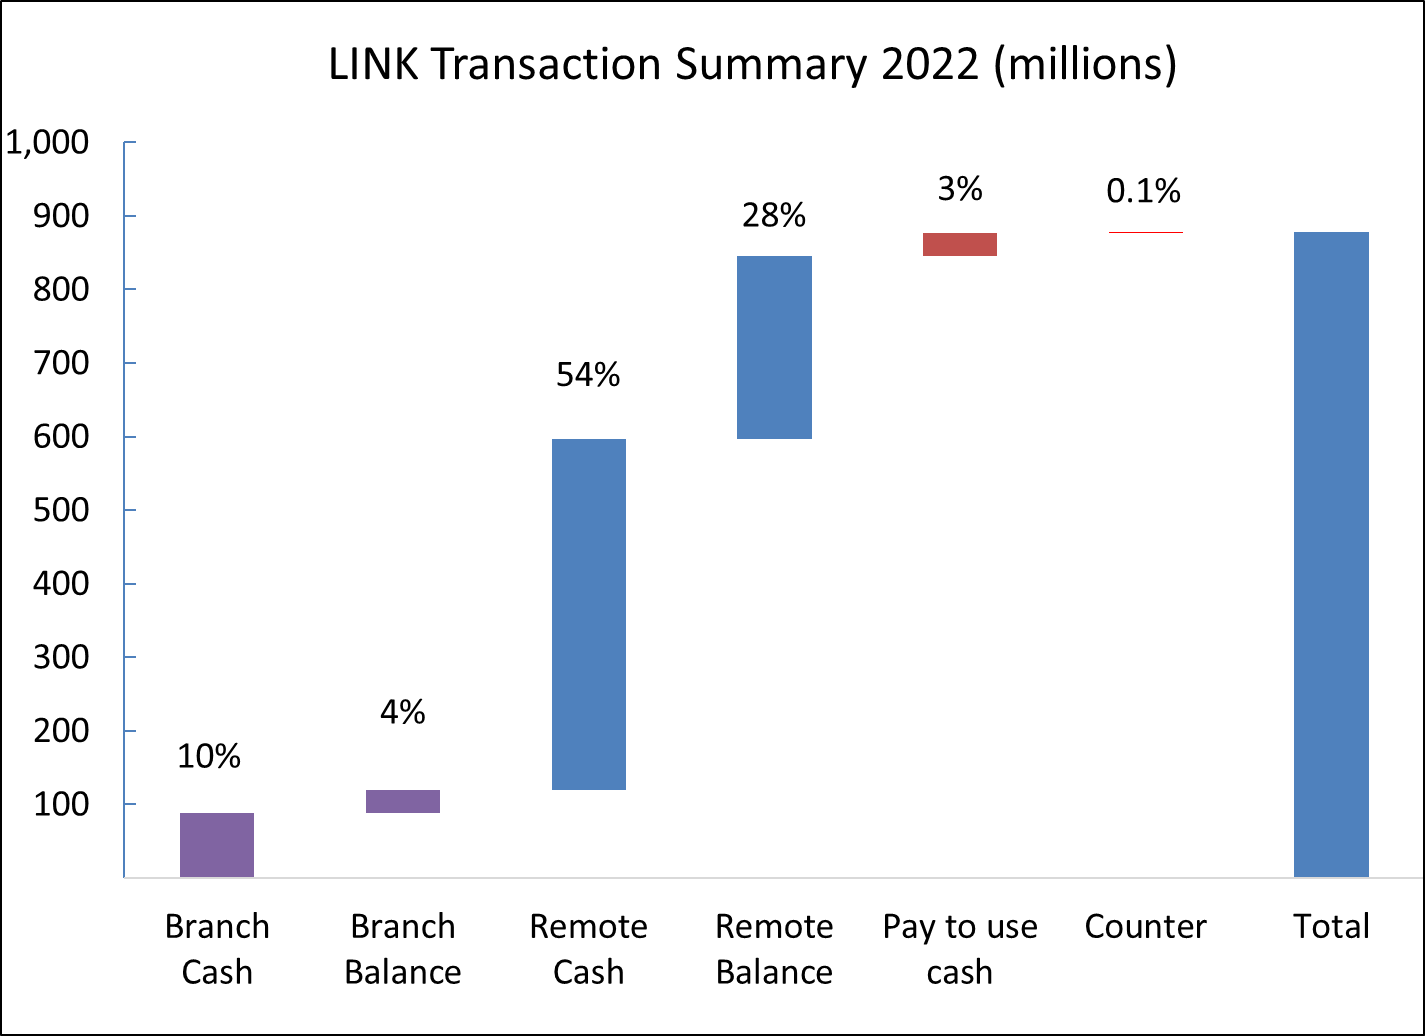 LINK Transaction Summary 2022 (millions)
1,000
900
800
700
600
500
400
300
200
100
10%
4%
54%
28%
3%
0.1%
Branch
Cash
Branch
Balance
Remote
Cash
Remote
Balance
Pay to use
cash
Counter
Total